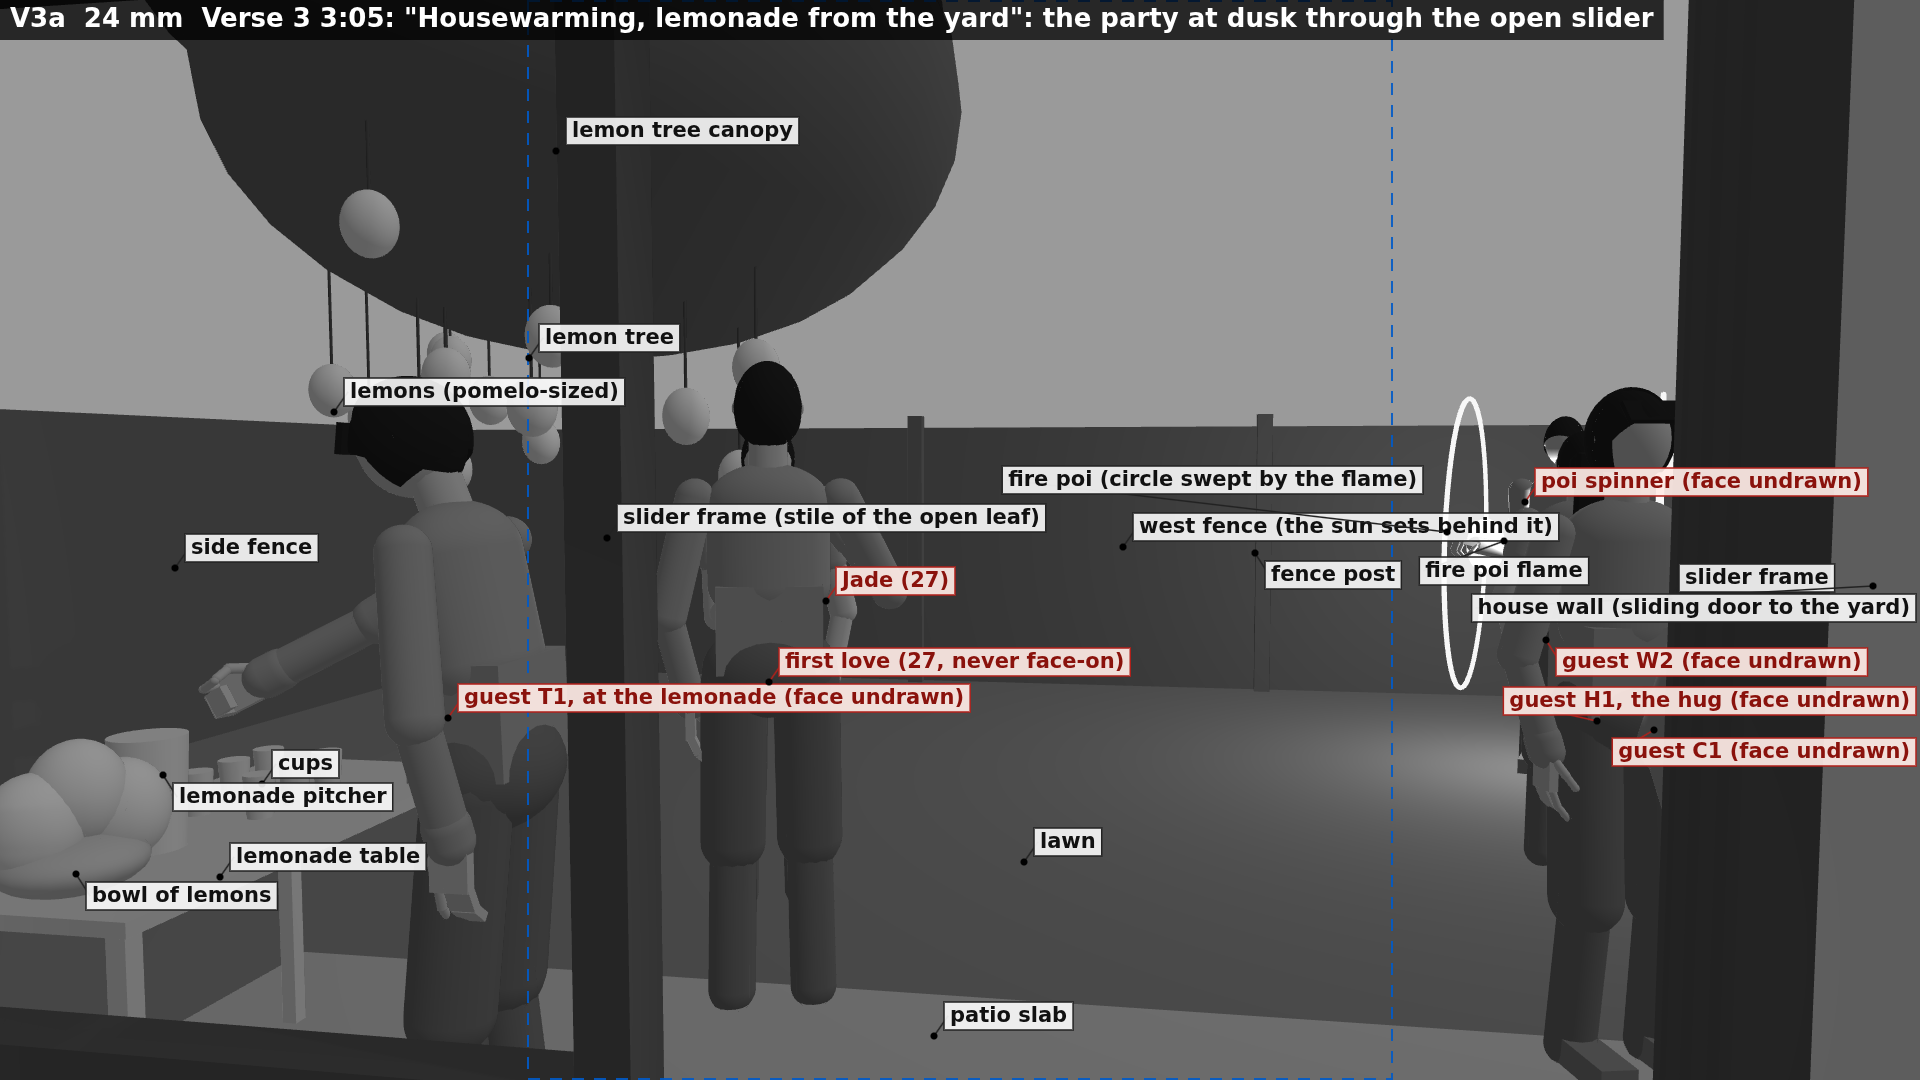 V3a 24 mm Verse 3 3:05: "Housewarming, lemonade from the yard": the party at dusk through the open slider
lemon tree canopy
lemon tree
lemons (pomelo-sized)
fire poi (circle swept by the flame)
poi spinner (face undrawn)
slider frame (stile of the open leaf)
west fence (the sun sets behind it)
side fence
fence post
fire poi flame
slider frame
Jade (27)
house wall (sliding door to the yard)
first love (27, never face-on)
guest W2 (face undrawn)
guest T1, at the lemonade (face undrawn)
guest H1, the hug (face undrawn)
guest C1 (face undrawn)
cups
lemonade pitcher
lawn
lemonade table
bowl of lemons
patio slab